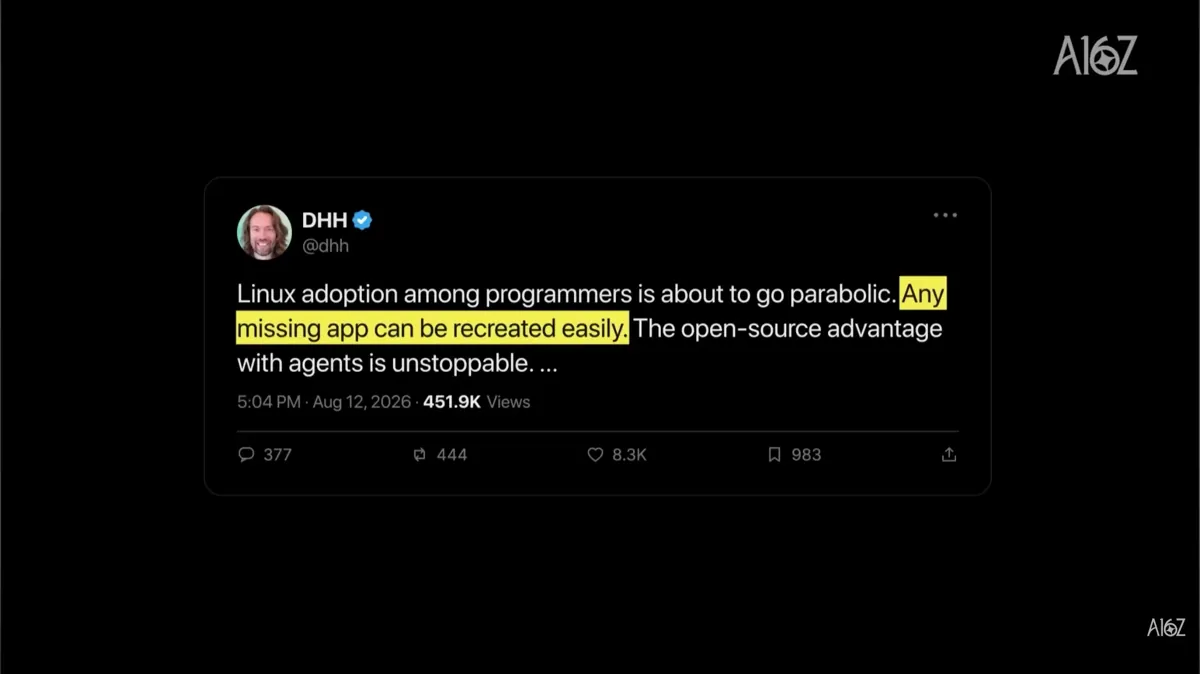 A16Z
DHH
@dhh
Linux adoption among programmers is about to go parabolic. Any
missing app can be recreated easily. The open-source advantage
with agents is unstoppable. ...
5:04 PM · Aug 12, 2026 · 451.9K Views
377 444 8.3K 983
A16Z